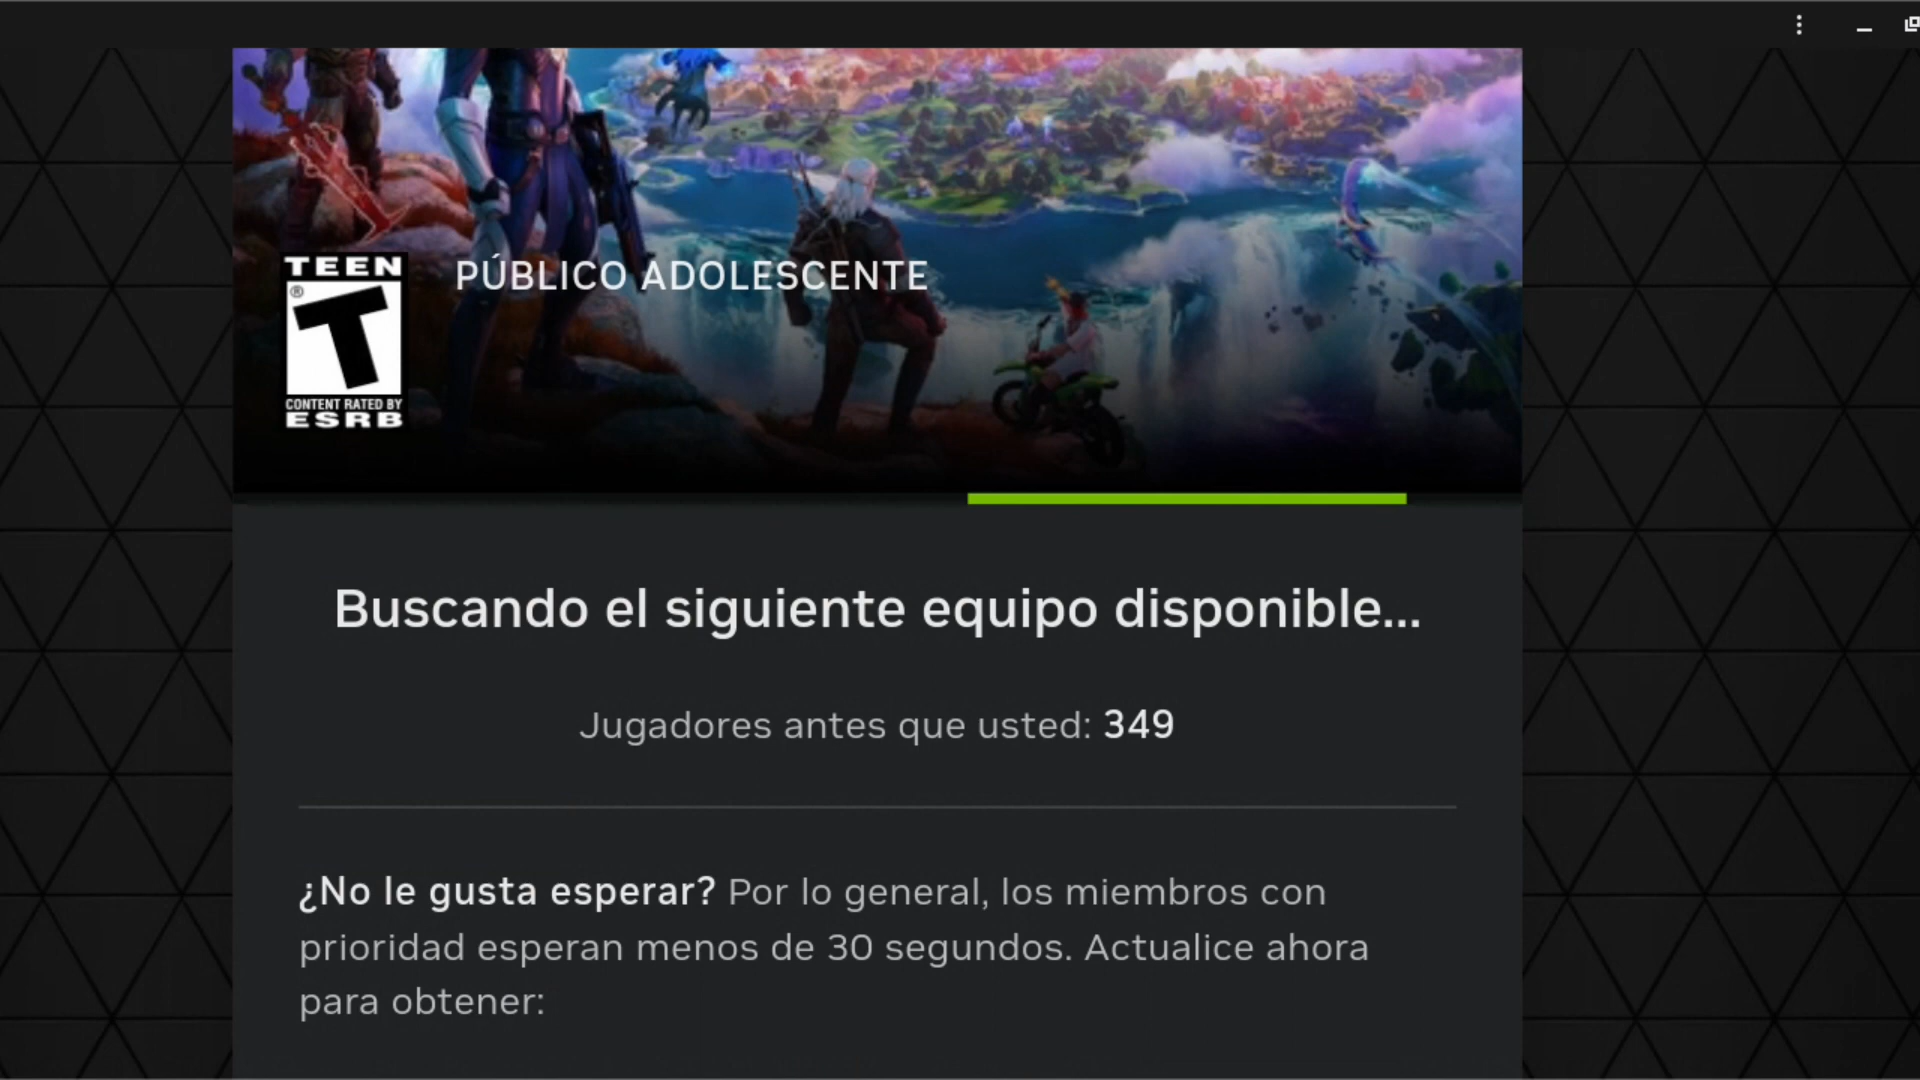 TEEN
®
T
CONTENT RATED BY
ESRB
PÚBLICO ADOLESCENTE
Buscando el siguiente equipo disponible...
Jugadores antes que usted: 349
¿No le gusta esperar? Por lo general, los miembros con
prioridad esperan menos de 30 segundos. Actualice ahora
para obtener: